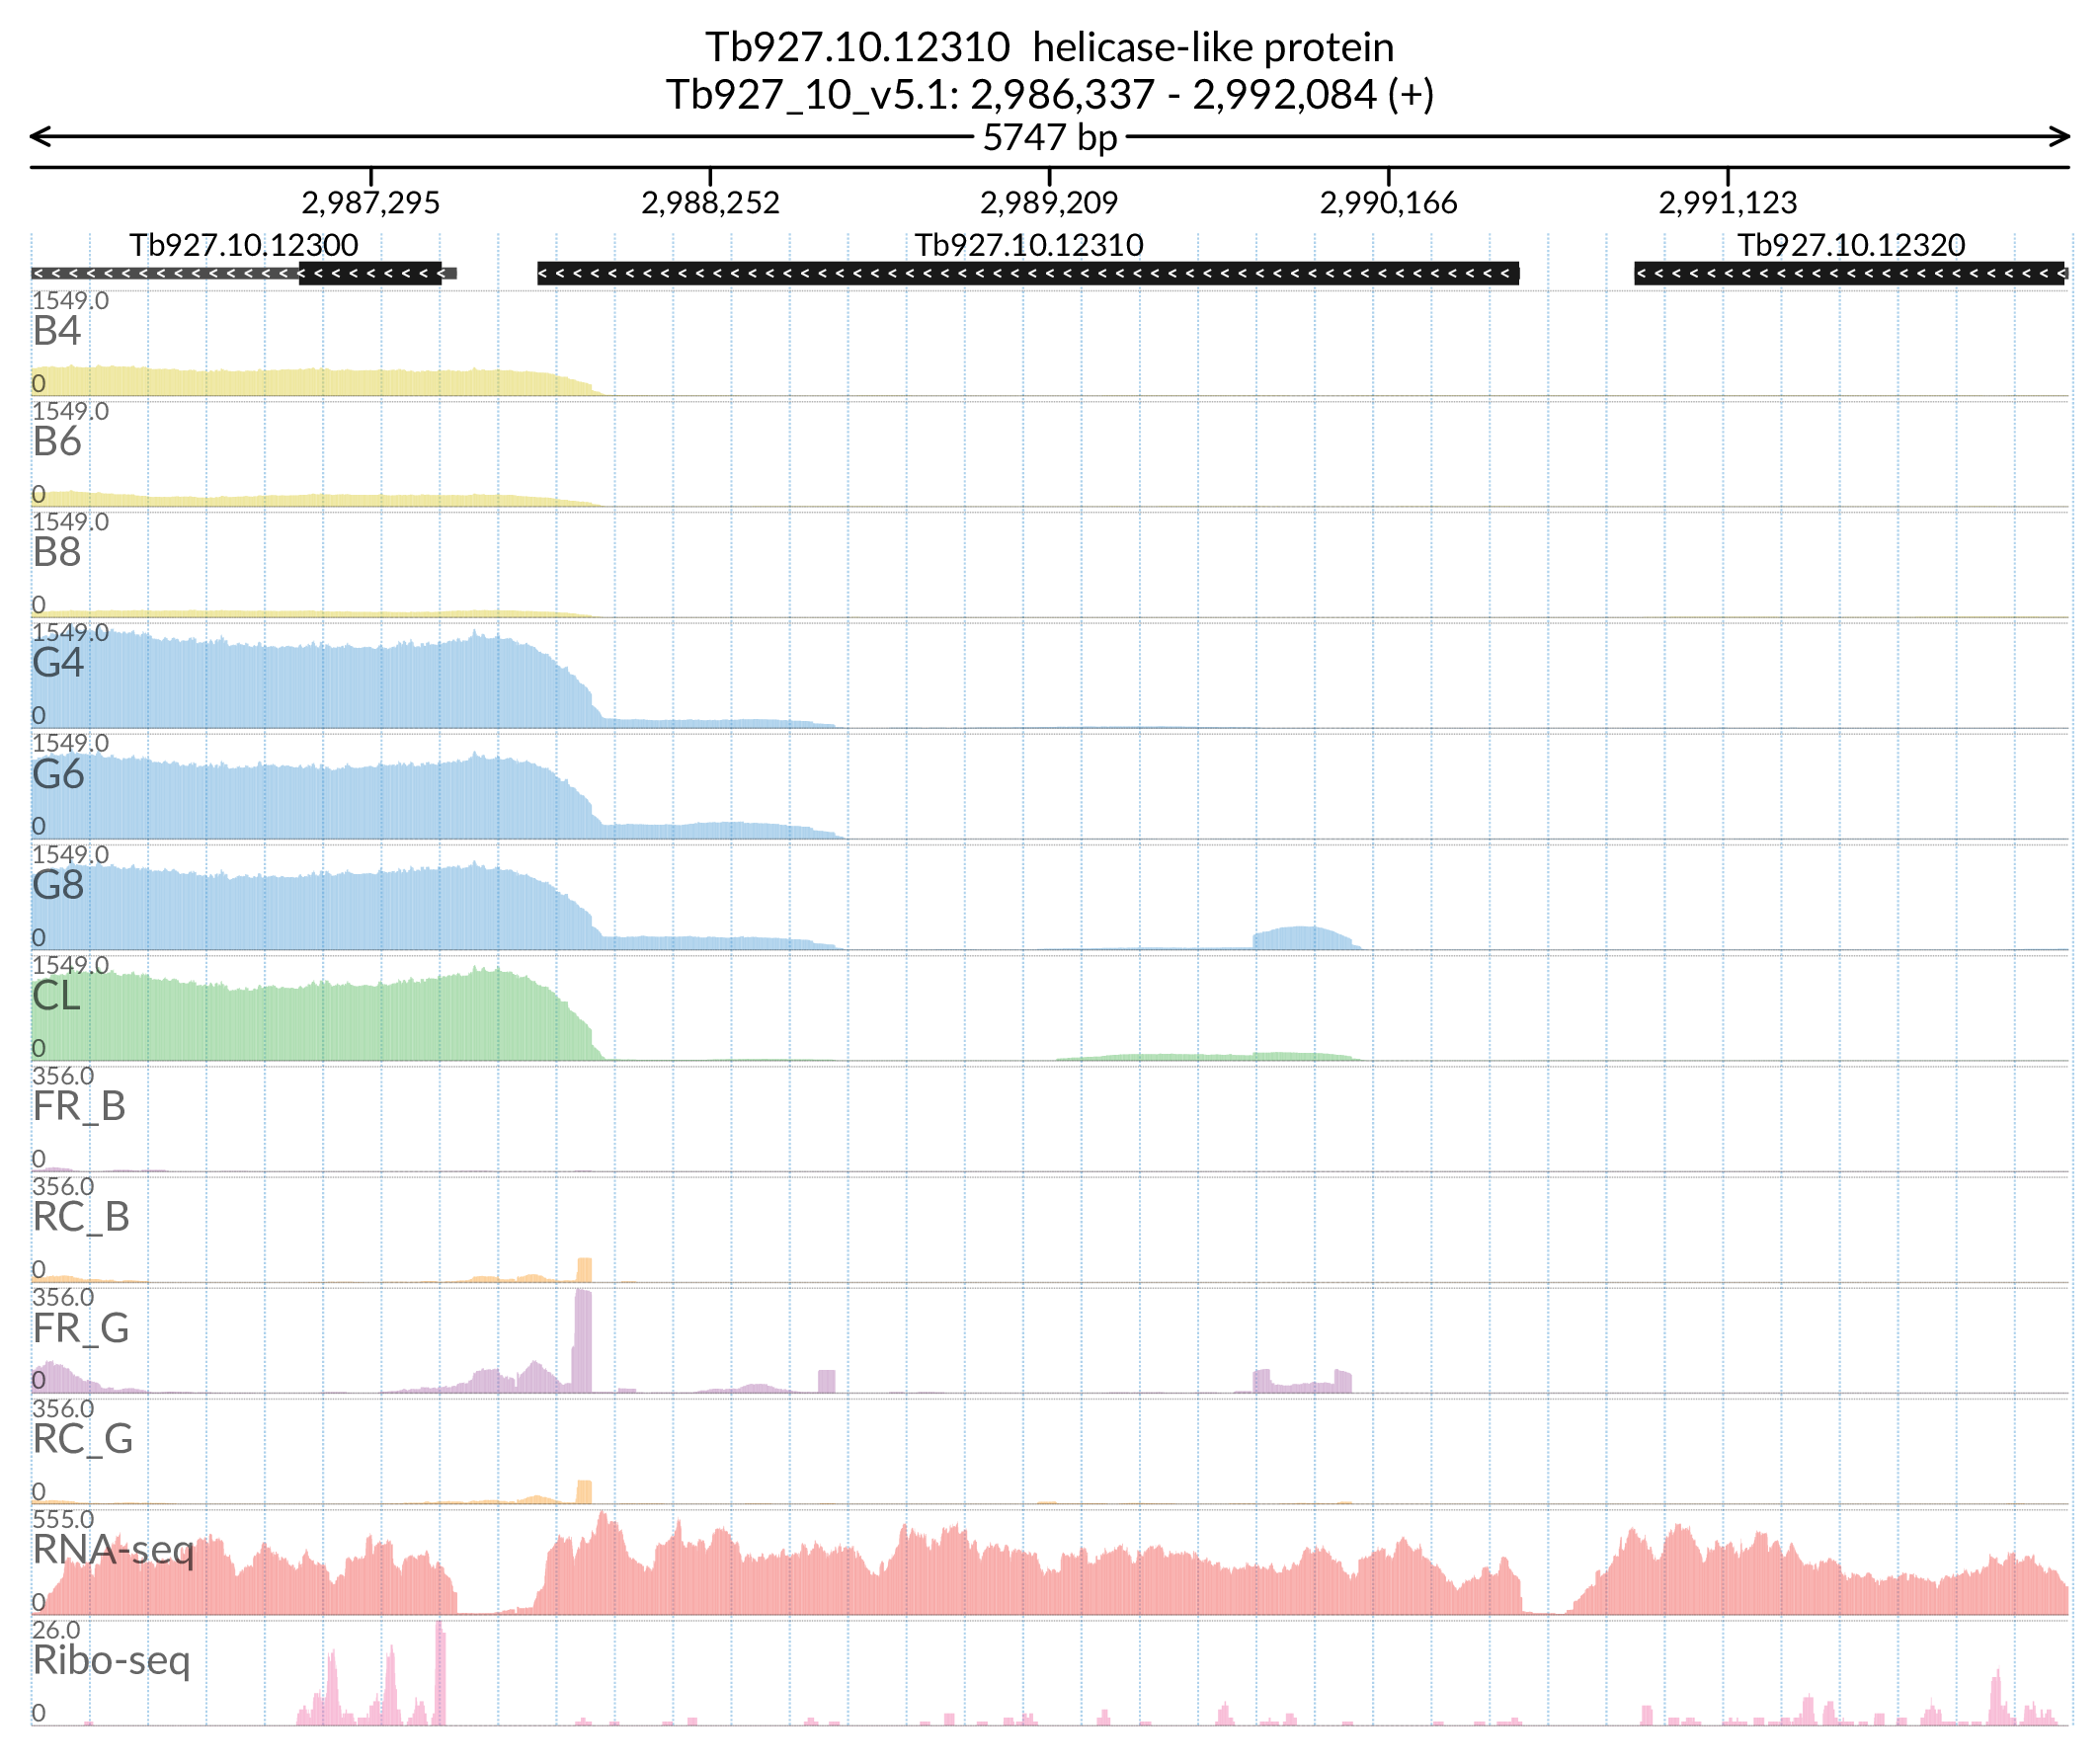 Tb927.10.12310 helicase-like protein
Tb927_10_v5.1: 2,986,337 - 2,992,084 (+)
5747 bp
2,987,295 2,988,252 2,989,209 2,990,166 2,991,123
Tb927.10.12300 Tb927.10.12310 Tb927.10.12320
1549.0
B4
0
1549.0
B6
0
1549.0
B8
0
1549.0
G4
0
1549.0
G6
0
1549.0
G8
0
1549.0
CL
0
356.0
FR_B
0
356.0
RC_B
0
356.0
FR_G
0
356.0
RC_G
0
555.0
RNA-seq
0
26.0
Ribo-seq
0